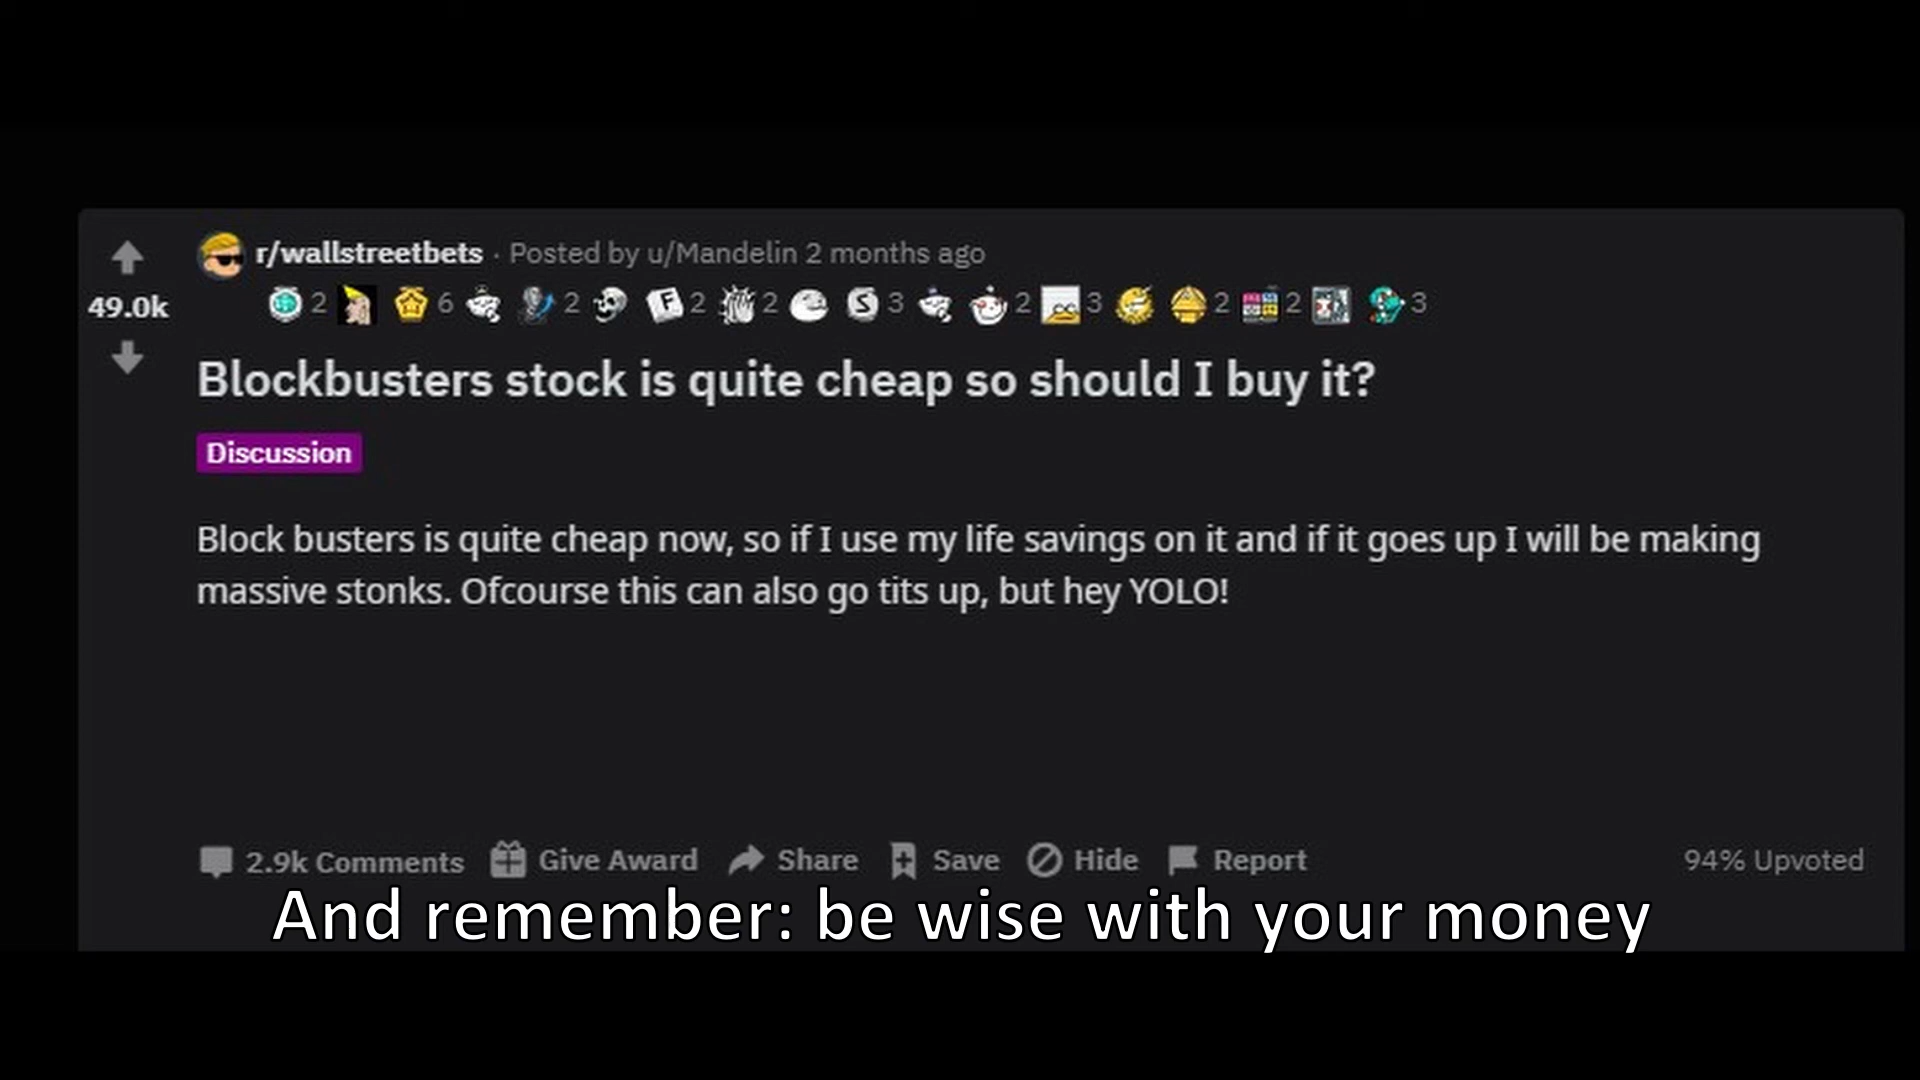 r/wallstreetbets · Posted by u/Mandelin 2 months ago
2 6 2 2 2 3 2 3 2 2 3
49.0k
Blockbusters stock is quite cheap so should I buy it?
Discussion
Block busters is quite cheap now, so if I use my life savings on it and if it goes up I will be making
massive stonks. Ofcourse this can also go tits up, but hey YOLO!
2.9k Comments Give Award Share Save Hide Report 94% Upvoted
And remember: be wise with your money